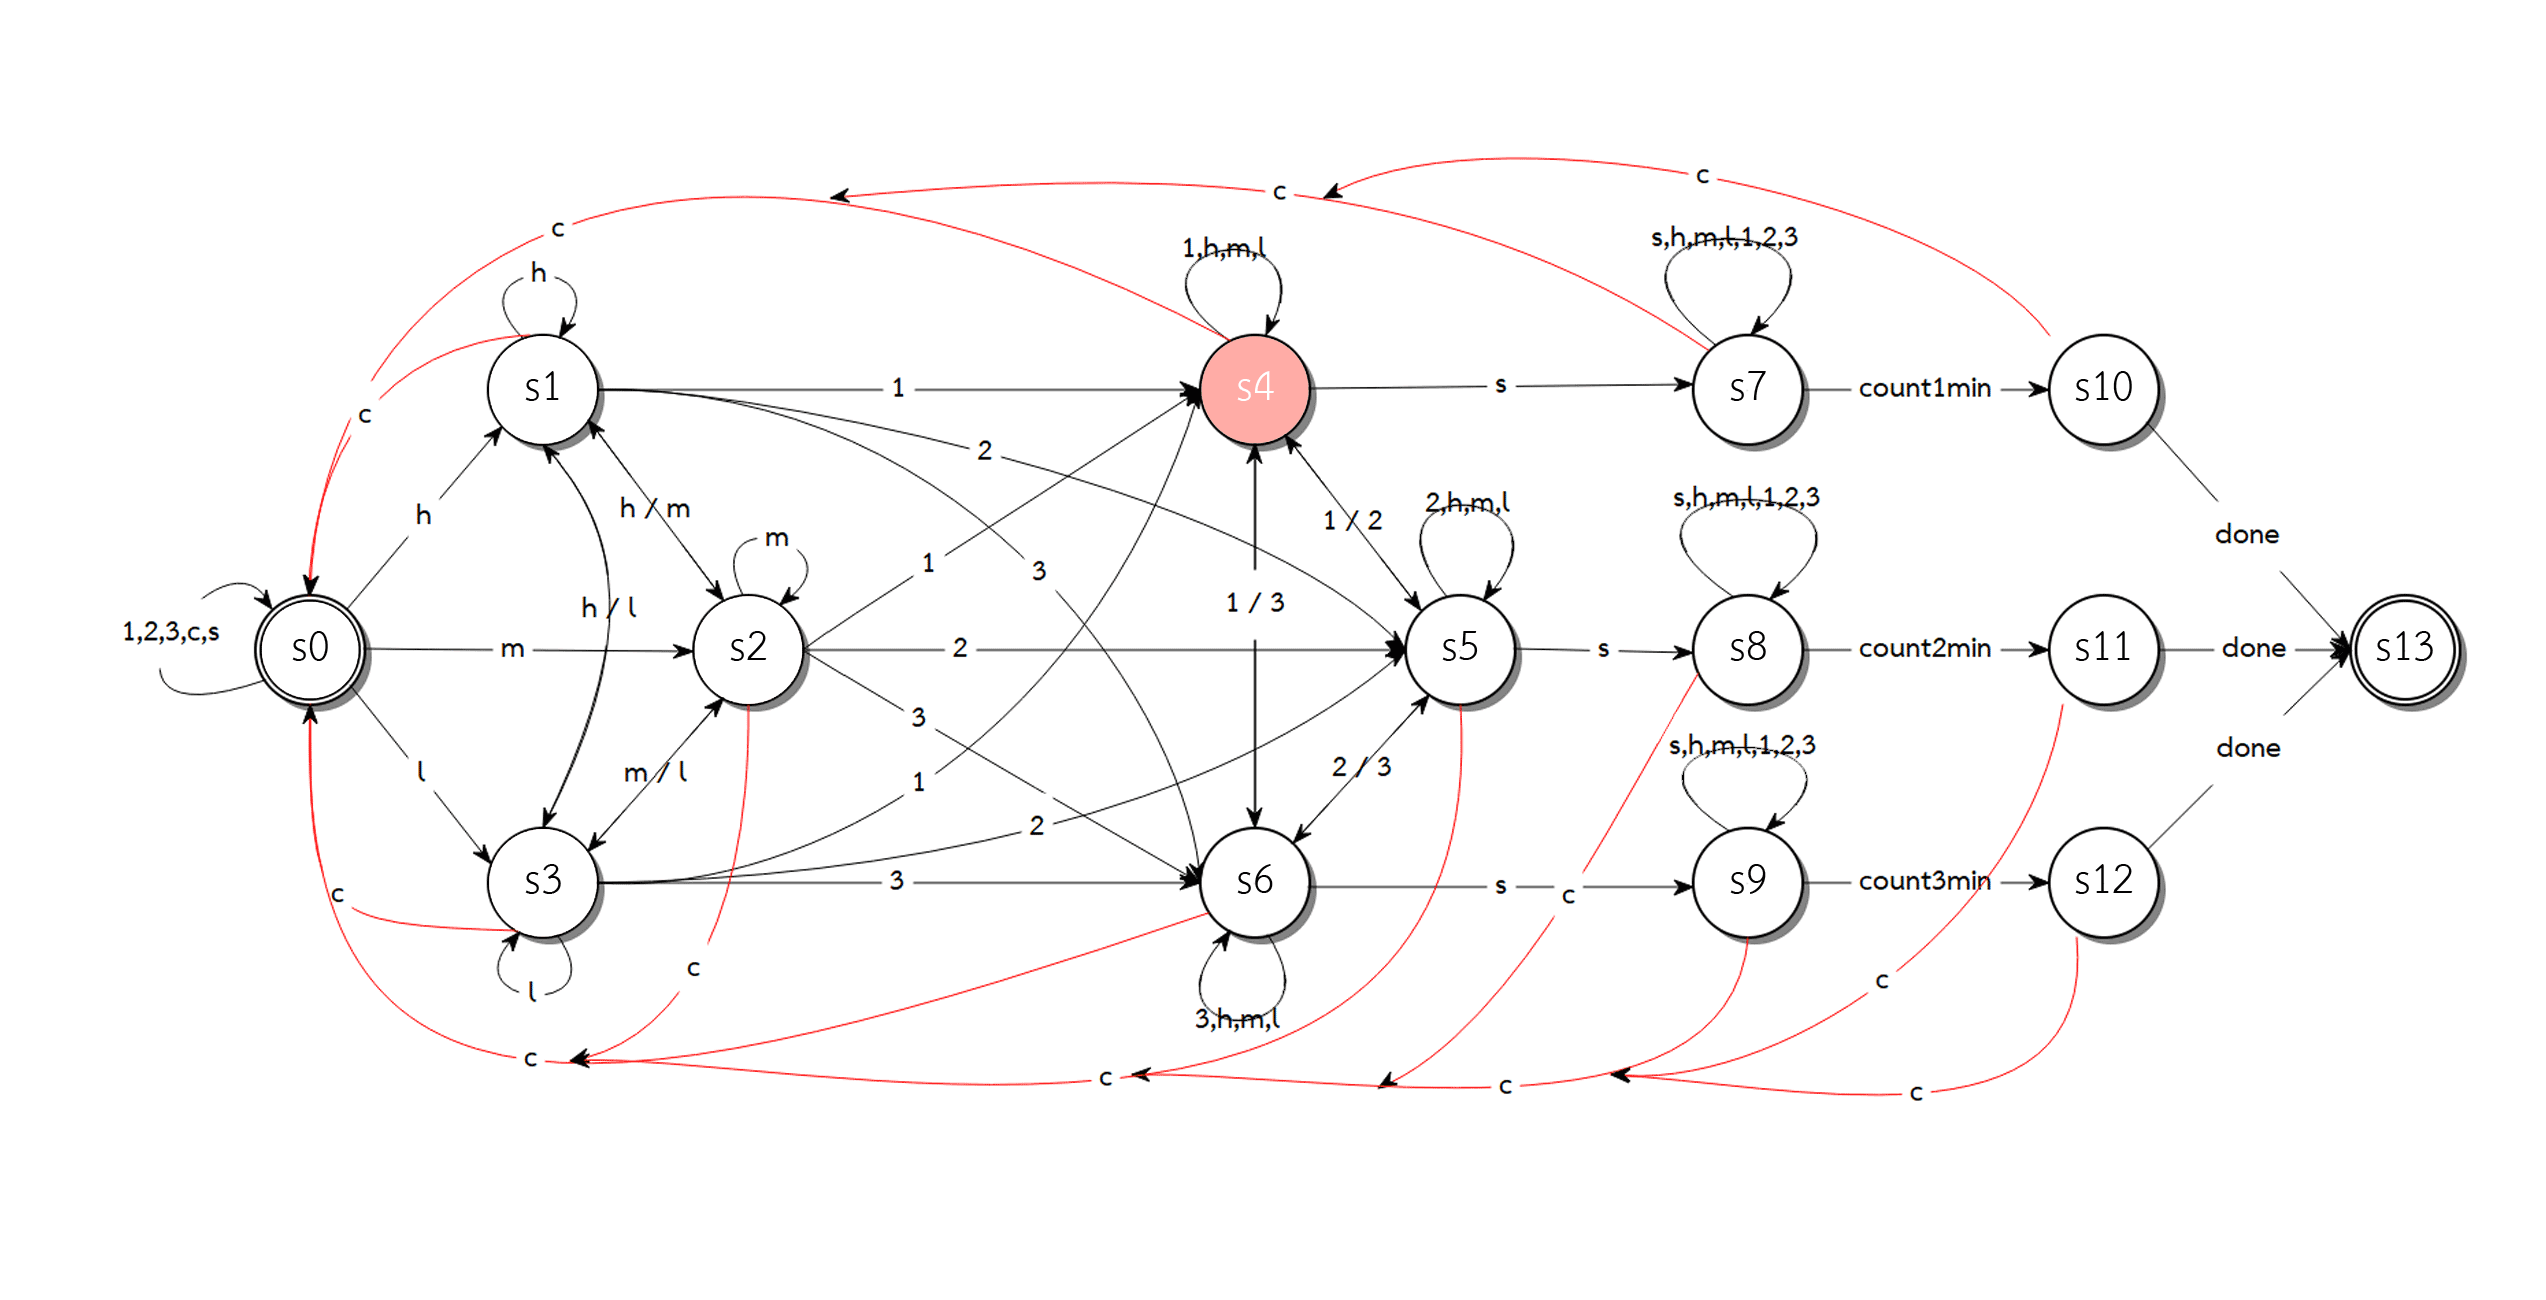 c
c
c
s,h,m,l,1,2,3
1,h,m,l
h
s1
1
s4
s
s7
count1min
s10
c
2
h
h / m
1 / 2
2,h,m,l
s,h,m,l,1,2,3
done
m
1
3
1 / 3
h / l
1,2,3,c,s
s0
m
s2
2
s5
s
s8
count2min
s11
done
s13
3
l
m / l
1
2 / 3
s,h,m,l,1,2,3
done
2
s3
3
s6
s
c
s9
count3min
s12
c
c
c
l
3,h,m,l
c
c
c
c